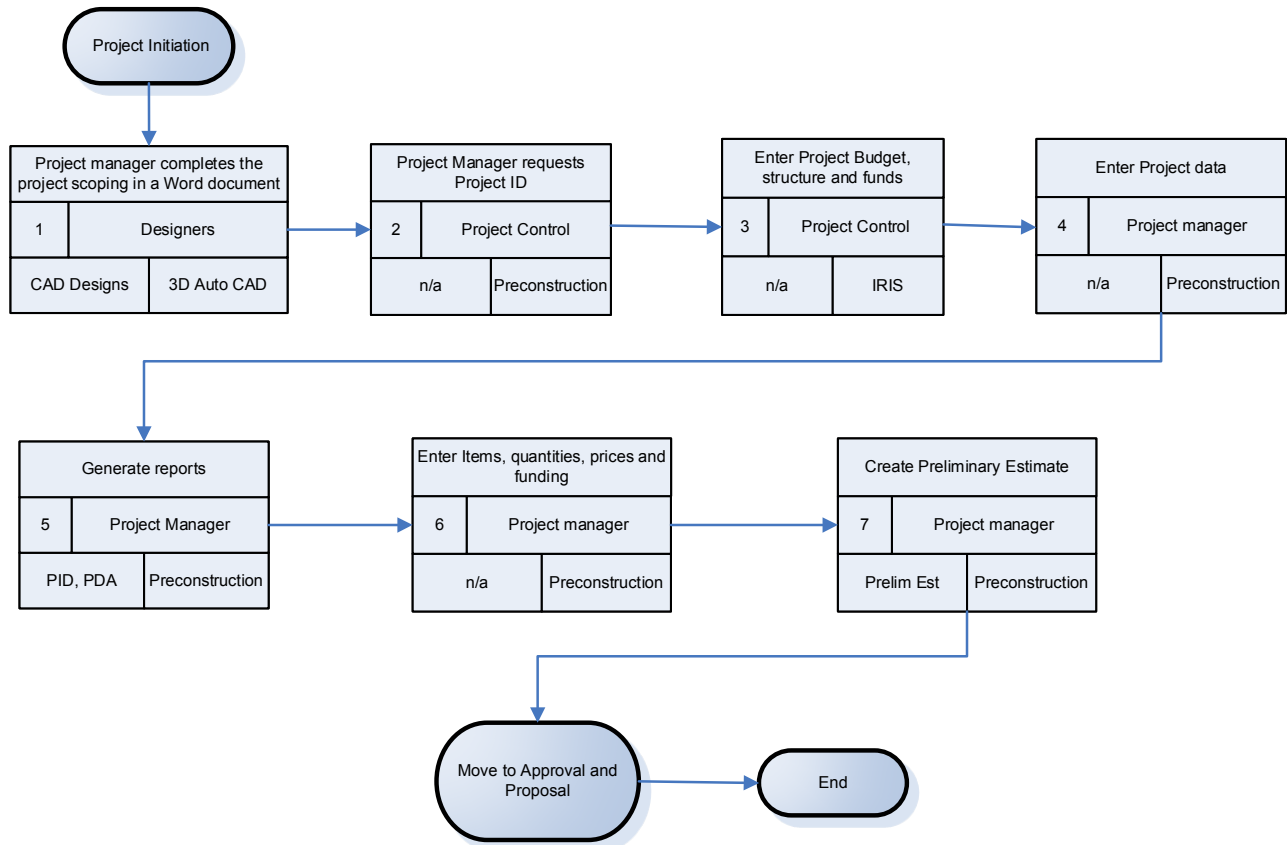 Project Initiation
Project manager completes the
project scoping in a Word document
1
Designers
CAD Designs
3D Auto CAD
Project Manager requests
Project ID
2
Project Control
n/a
Preconstruction
Enter Project Budget,
structure and funds
3
Project Control
n/a
IRIS
Enter Project data
4
Project manager
n/a
Preconstruction
Generate reports
5
Project Manager
PID, PDA
Preconstruction
Enter Items, quantities, prices and
funding
6
Project manager
n/a
Preconstruction
Create Preliminary Estimate
7
Project manager
Prelim Est
Preconstruction
Move to Approval and
Proposal
End